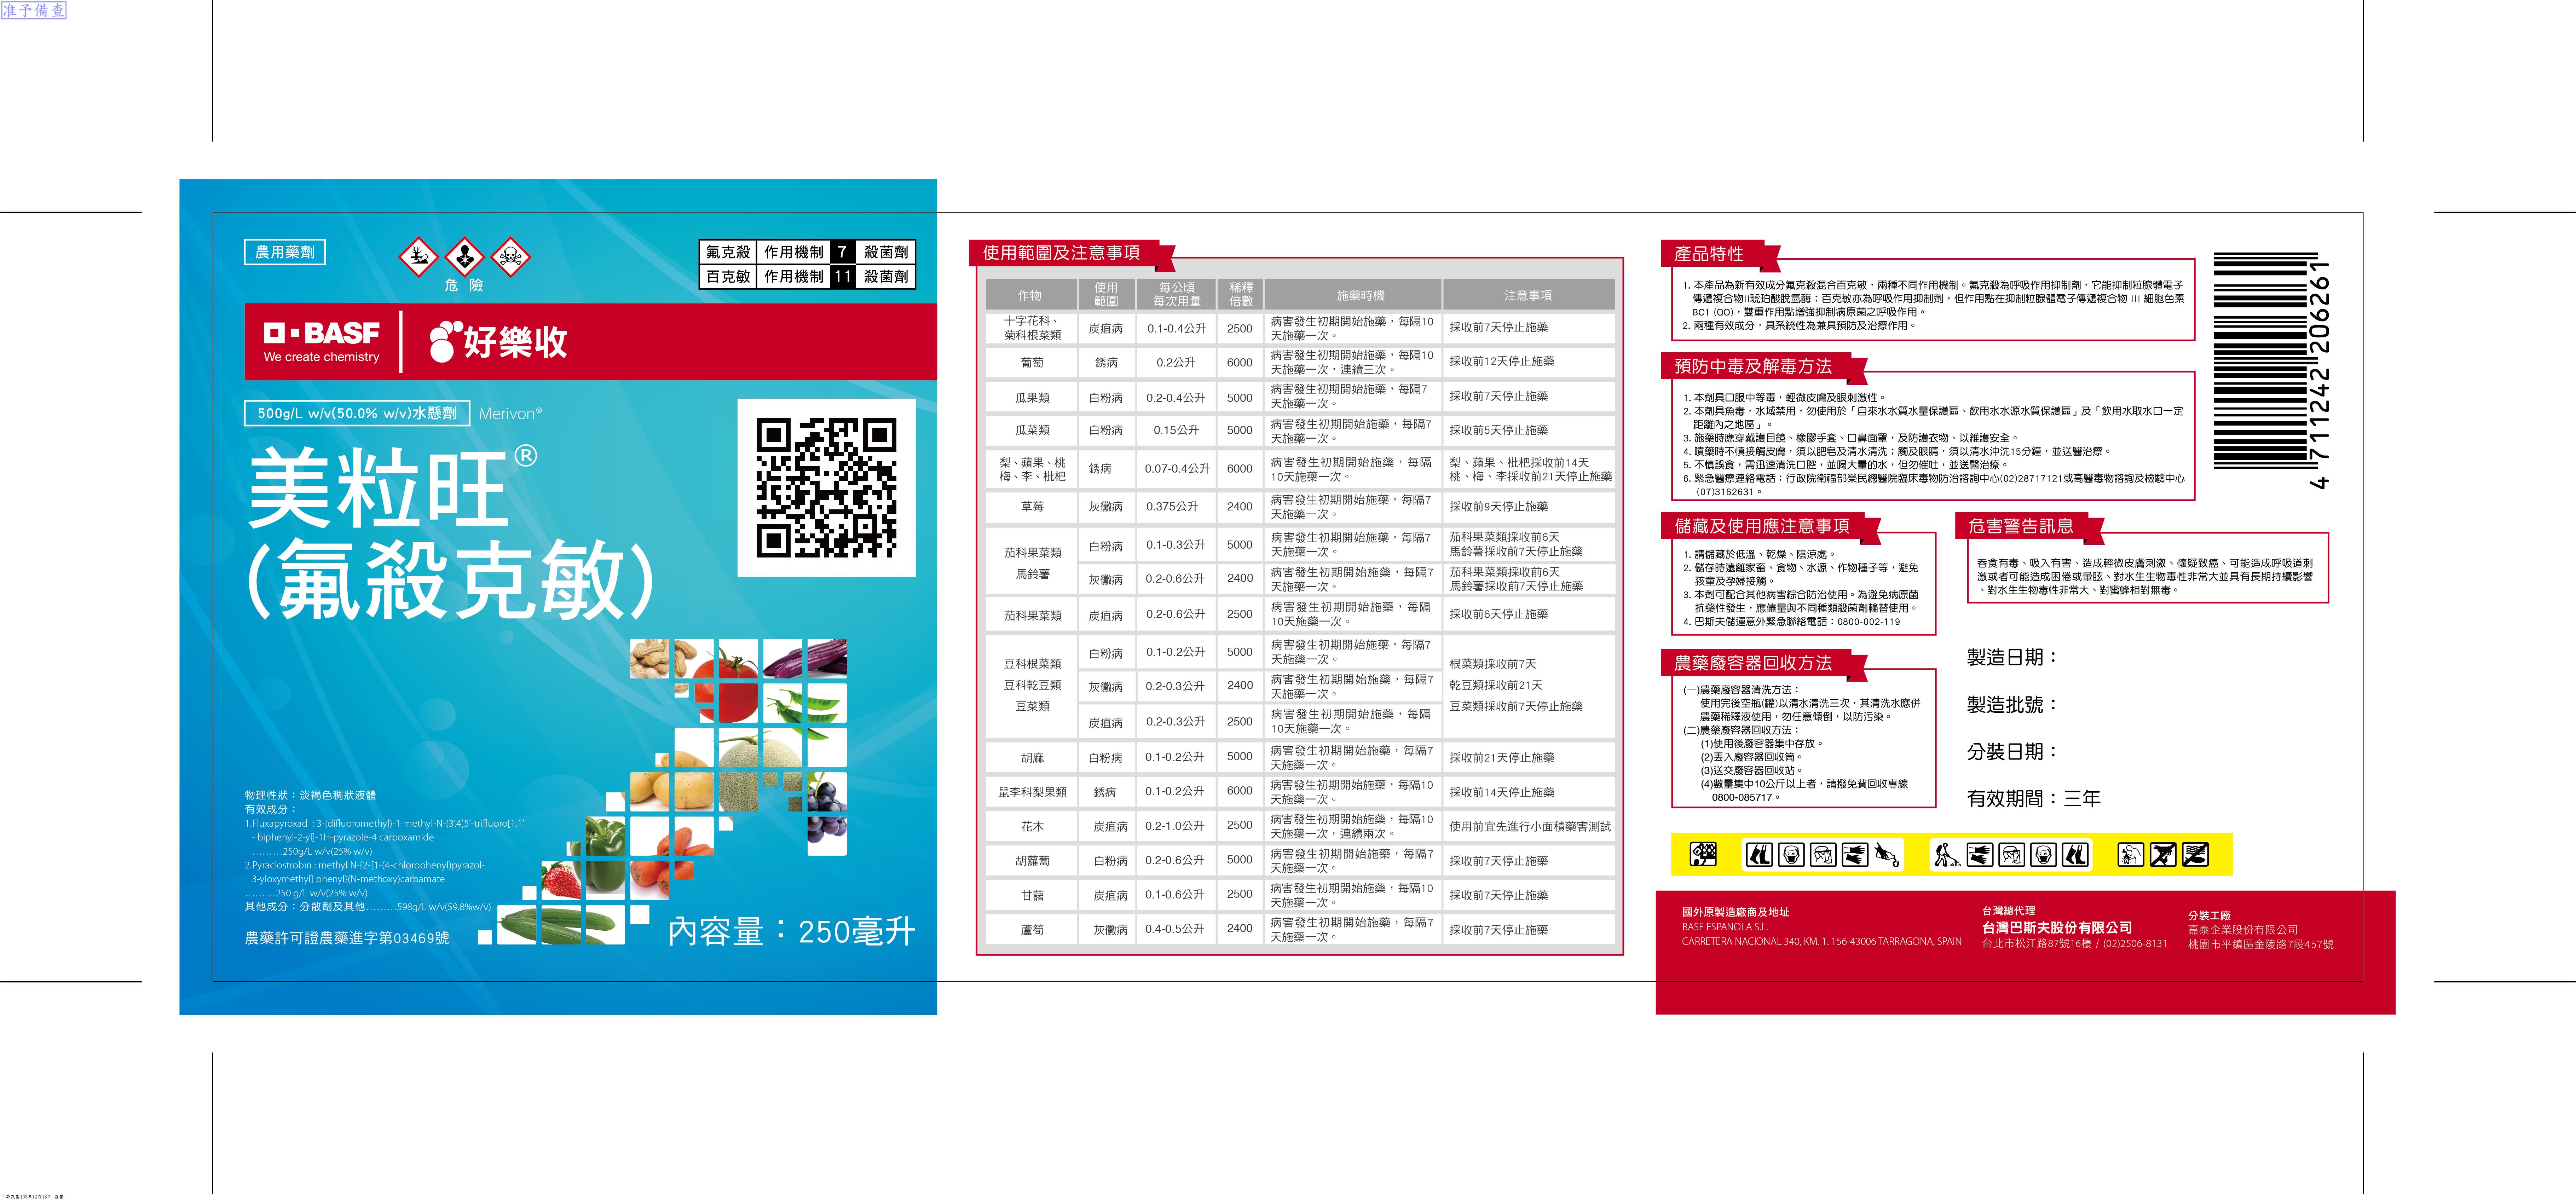 准予備查
農用藥劑
危 險
氟克殺 作用機制 7 殺菌劑
百克敏 作用機制 11 殺菌劑
BASF
We create chemistry
好樂收
500g/L w/v(50.0% w/v)水懸劑 Merivon®
美粒旺®
(氟殺克敏)
物理性狀：淡褐色稠狀液體
有效成分：
1.Fluxapyroxad : 3-(difluoromethyl)-1-methyl-N-(3',4',5'-trifluoro[1,1'
- biphenyl-2-yl]-1H-pyrazole-4 carboxamide
………250g/L w/v(25% w/v)
2.Pyraclostrobin : methyl N-{2-[1-(4-chlorophenyl)pyrazol-
3-yloxymethyl] phenyl}(N-methoxy)carbamate
………250 g/L w/v(25% w/v)
其他成分：分散劑及其他………598g/L w/v(59.8%w/v)
農藥許可證農藥進字第03469號
內容量：250毫升
使用範圍及注意事項
作物 使用範圍 每公頃每次用量 稀釋倍數 施藥時機 注意事項
十字花科、菊科根菜類 炭疽病 0.1-0.4公升 2500 病害發生初期開始施藥，每隔10天施藥一次。 採收前7天停止施藥
葡萄 銹病 0.2公升 6000 病害發生初期開始施藥，每隔10天施藥一次，連續三次。 採收前12天停止施藥
瓜果類 白粉病 0.2-0.4公升 5000 病害發生初期開始施藥，每隔7天施藥一次。 採收前7天停止施藥
瓜菜類 白粉病 0.15公升 5000 病害發生初期開始施藥，每隔7天施藥一次。 採收前5天停止施藥
梨、蘋果、桃梅、李、枇杷 銹病 0.07-0.4公升 6000 病害發生初期開始施藥，每隔10天施藥一次。 梨、蘋果、枇杷採收前14天 桃、梅、李採收前21天停止施藥
草莓 灰黴病 0.375公升 2400 病害發生初期開始施藥，每隔7天施藥一次。 採收前9天停止施藥
茄科果菜類 馬鈴薯 白粉病 0.1-0.3公升 5000 病害發生初期開始施藥，每隔7天施藥一次。 茄科果菜類採收前6天 馬鈴薯採收前7天停止施藥
灰黴病 0.2-0.6公升 2400 病害發生初期開始施藥，每隔7天施藥一次。 茄科果菜類採收前6天 馬鈴薯採收前7天停止施藥
茄科果菜類 炭疽病 0.2-0.6公升 2500 病害發生初期開始施藥，每隔10天施藥一次。 採收前6天停止施藥
豆科根菜類 豆科乾豆類 豆菜類 白粉病 0.1-0.2公升 5000 病害發生初期開始施藥，每隔7天施藥一次。 根菜類採收前7天
灰黴病 0.2-0.3公升 2400 病害發生初期開始施藥，每隔7天施藥一次。 乾豆類採收前21天
炭疽病 0.2-0.3公升 2500 病害發生初期開始施藥，每隔10天施藥一次。 豆菜類採收前7天停止施藥
胡麻 白粉病 0.1-0.2公升 5000 病害發生初期開始施藥，每隔7天施藥一次。 採收前21天停止施藥
鼠李科梨果類 銹病 0.1-0.2公升 6000 病害發生初期開始施藥，每隔10天施藥一次。 採收前14天停止施藥
花木 炭疽病 0.2-1.0公升 2500 病害發生初期開始施藥，每隔10天施藥一次，連續兩次。 使用前宜先進行小面積藥害測試
胡蘿蔔 白粉病 0.2-0.6公升 5000 病害發生初期開始施藥，每隔7天施藥一次。 採收前7天停止施藥
甘藷 炭疽病 0.1-0.6公升 2500 病害發生初期開始施藥，每隔10天施藥一次。 採收前7天停止施藥
蘆筍 灰黴病 0.4-0.5公升 2400 病害發生初期開始施藥，每隔7天施藥一次。 採收前7天停止施藥
產品特性
1. 本產品為新有效成分氟克殺混合百克敏，兩種不同作用機制。氟克殺為呼吸作用抑制劑，它能抑制粒腺體電子
傳遞複合物II琥珀酸脫氫酶；百克敏亦為呼吸作用抑制劑，但作用點在抑制粒腺體電子傳遞複合物 III 細胞色素
BC1 (QO)，雙重作用點增強抑制病原菌之呼吸作用。
2. 兩種有效成分，具系統性為兼具預防及治療作用。
預防中毒及解毒方法
1. 本劑具口服中等毒，輕微皮膚及眼刺激性。
2. 本劑具魚毒，水域禁用，勿使用於「自來水水質水量保護區、飲用水水源水質保護區」及「飲用水取水口一定
距離內之地區」。
3. 施藥時應穿戴護目鏡、橡膠手套、口鼻面罩，及防護衣物、以維護安全。
4. 噴藥時不慎接觸皮膚，須以肥皂及清水清洗；觸及眼睛，須以清水沖洗15分鐘，並送醫治療。
5. 不慎誤食，需迅速清洗口腔，並喝大量的水，但勿催吐，並送醫治療。
6. 緊急醫療連絡電話：行政院衛福部榮民總醫院臨床毒物防治諮詢中心(02)28717121或高醫毒物諮詢及檢驗中心
(07)3162631。
儲藏及使用應注意事項
1. 請儲藏於低溫、乾燥、陰涼處。
2. 儲存時遠離家畜、食物、水源、作物種子等，避免
孩童及孕婦接觸。
3. 本劑可配合其他病害綜合防治使用。為避免病原菌
抗藥性發生，應儘量與不同種類殺菌劑輪替使用。
4. 巴斯夫儲運意外緊急聯絡電話：0800-002-119
危害警告訊息
吞食有毒、吸入有害、造成輕微皮膚刺激、懷疑致癌、可能造成呼吸道刺
激或者可能造成困倦或暈眩、對水生生物毒性非常大並具有長期持續影響
、對水生生物毒性非常大、對蜜蜂相對無毒。
農藥廢容器回收方法
(一)農藥廢容器清洗方法：
使用完後空瓶(罐)以清水清洗三次，其清洗水應併
農藥稀釋液使用，勿任意傾倒，以防污染。
(二)農藥廢容器回收方法：
(1)使用後廢容器集中存放。
(2)丟入廢容器回收筒。
(3)送交廢容器回收站。
(4)數量集中10公斤以上者，請撥免費回收專線
0800-085717。
製造日期：
製造批號：
分裝日期：
有效期間：三年
4 711242 206261
國外原製造廠商及地址
BASF ESPANOLA S.L.
CARRETERA NACIONAL 340, KM. 1. 156-43006 TARRAGONA, SPAIN
台灣總代理
台灣巴斯夫股份有限公司
台北市松江路87號16樓 / (02)2506-8131
分裝工廠
嘉泰企業股份有限公司
桃園市平鎮區金陵路7段457號